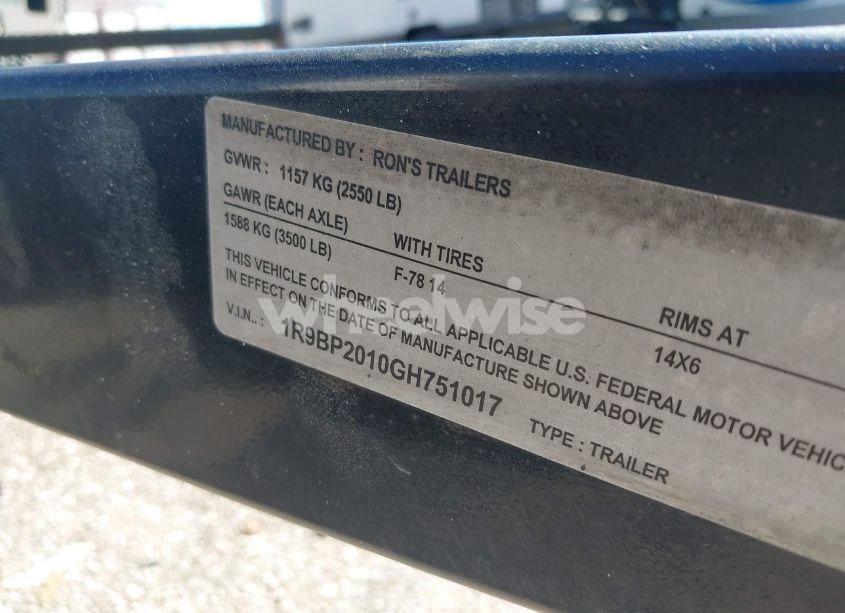 MANUFACTURED BY : RON'S TRAILERS
GVWR : 1157 KG (2550 LB)
GAWR (EACH AXLE) WITH TIRES RIMS AT
1588 KG (3500 LB) F-78 14 14X6
THIS VEHICLE CONFORMS TO ALL APPLICABLE U.S. FEDERAL MOTOR VEHIC
IN EFFECT ON THE DATE OF MANUFACTURE SHOWN ABOVE
V.I.N.. : 1R9BP2010GH751017 TYPE : TRAILER
wheelwise